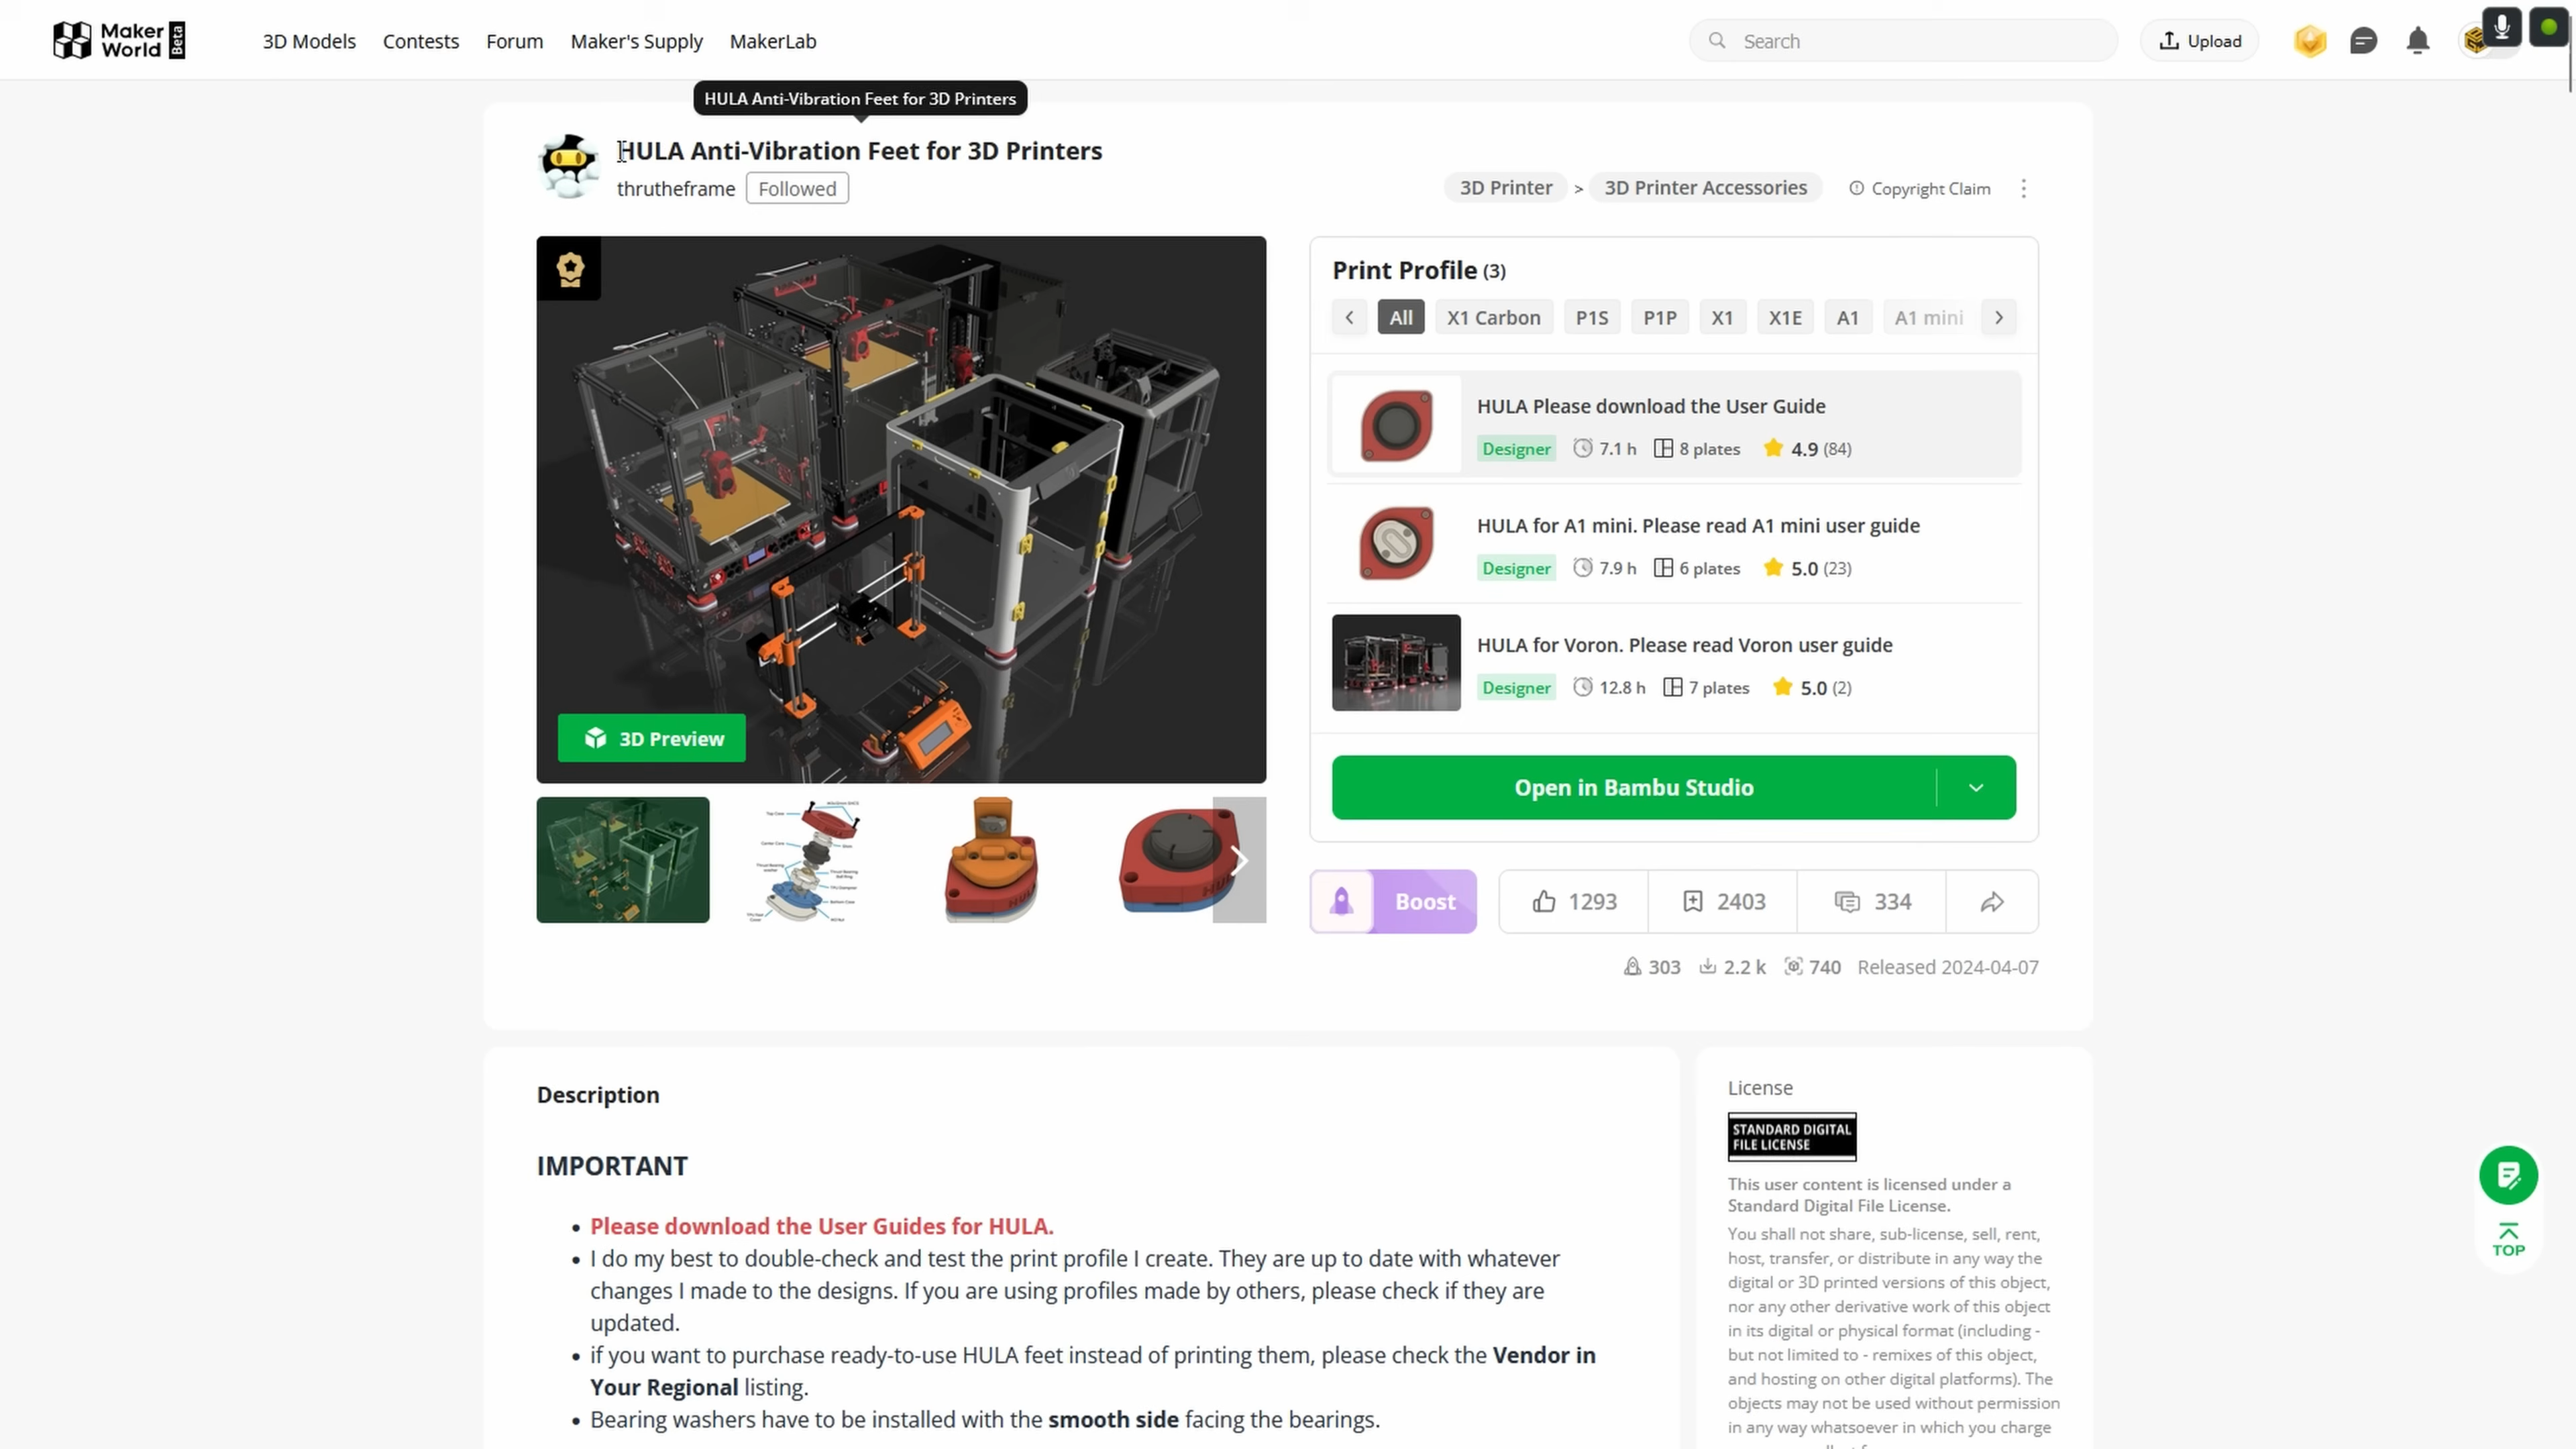 Maker World Beta
3D Models
Contests
Forum
Maker's Supply
MakerLab
Search
Upload
HULA Anti-Vibration Feet for 3D Printers
HULA Anti-Vibration Feet for 3D Printers
thrutheframe
Followed
3D Printer > 3D Printer Accessories
Copyright Claim
3D Preview
Print Profile (3)
All
X1 Carbon
P1S
P1P
X1
X1E
A1
A1 mini
HULA Please download the User Guide
Designer 7.1 h 8 plates 4.9 (84)
HULA for A1 mini. Please read A1 mini user guide
Designer 7.9 h 6 plates 5.0 (23)
HULA for Voron. Please read Voron user guide
Designer 12.8 h 7 plates 5.0 (2)
Open in Bambu Studio
Boost
1293
2403
334
303 2.2 k 740 Released 2024-04-07
Description
IMPORTANT
• Please download the User Guides for HULA.
• I do my best to double-check and test the print profile I create. They are up to date with whatever
changes I made to the designs. If you are using profiles made by others, please check if they are
updated.
• if you want to purchase ready-to-use HULA feet instead of printing them, please check the Vendor in
Your Regional listing.
• Bearing washers have to be installed with the smooth side facing the bearings.
License
STANDARD DIGITAL
FILE LICENSE
This user content is licensed under a
Standard Digital File License.
You shall not share, sub-license, sell, rent,
host, transfer, or distribute in any way the
digital or 3D printed versions of this object,
nor any other derivative work of this object
in its digital or physical format (including -
but not limited to - remixes of this object,
and hosting on other digital platforms). The
objects may not be used without permission
in any way whatsoever in which you charge
TOP